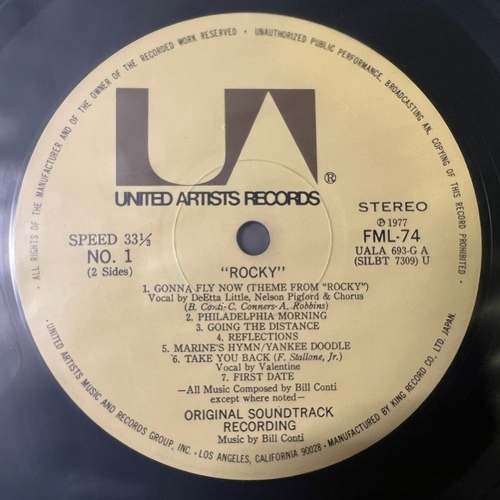 ALL RIGHTS OF THE MANUFACTURER AND OF THE OWNER OF THE RECORDED WORK RESERVED • UNAUTHORIZED PUBLIC PERFORMANCE, BROADCASTING AN, COPYING OF THIS RECORD PROHIBITED •
UA®
UNITED ARTISTS RECORDS
SPEED 33⅓
NO. 1
(2 Sides)
STEREO
℗ 1977
FML-74
UALA 693-G A
(SILBT 7309) U
"ROCKY"
1. GONNA FLY NOW (THEME FROM "ROCKY")
Vocal by DeEtta Little, Nelson Pigford & Chorus
(B. Conti-C. Connors-A. Robbins)
2. PHILADELPHIA MORNING
3. GOING THE DISTANCE
4. REFLECTIONS
5. MARINE'S HYMN/YANKEE DOODLE
6. TAKE YOU BACK (F. Stallone, Jr.)
Vocal by Valentine
7. FIRST DATE
—All Music Composed by Bill Conti
except where noted—
ORIGINAL SOUNDTRACK
RECORDING
Music by Bill Conti
UNITED ARTISTS MUSIC AND RECORDS GROUP, INC. • LOS ANGELES, CALIFORNIA 90028 • MANUFACTURED BY KING RECORD CO. LTD. JAPAN.